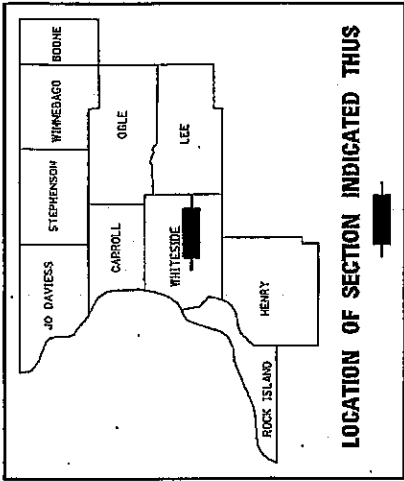 JO DAVIESS
STEPHENSON
WINNEBAGO
BOONE
CARROLL
OGLE
WHITESIDE
LEE
ROCK ISLAND
HENRY
LOCATION OF SECTION INDICATED THUS